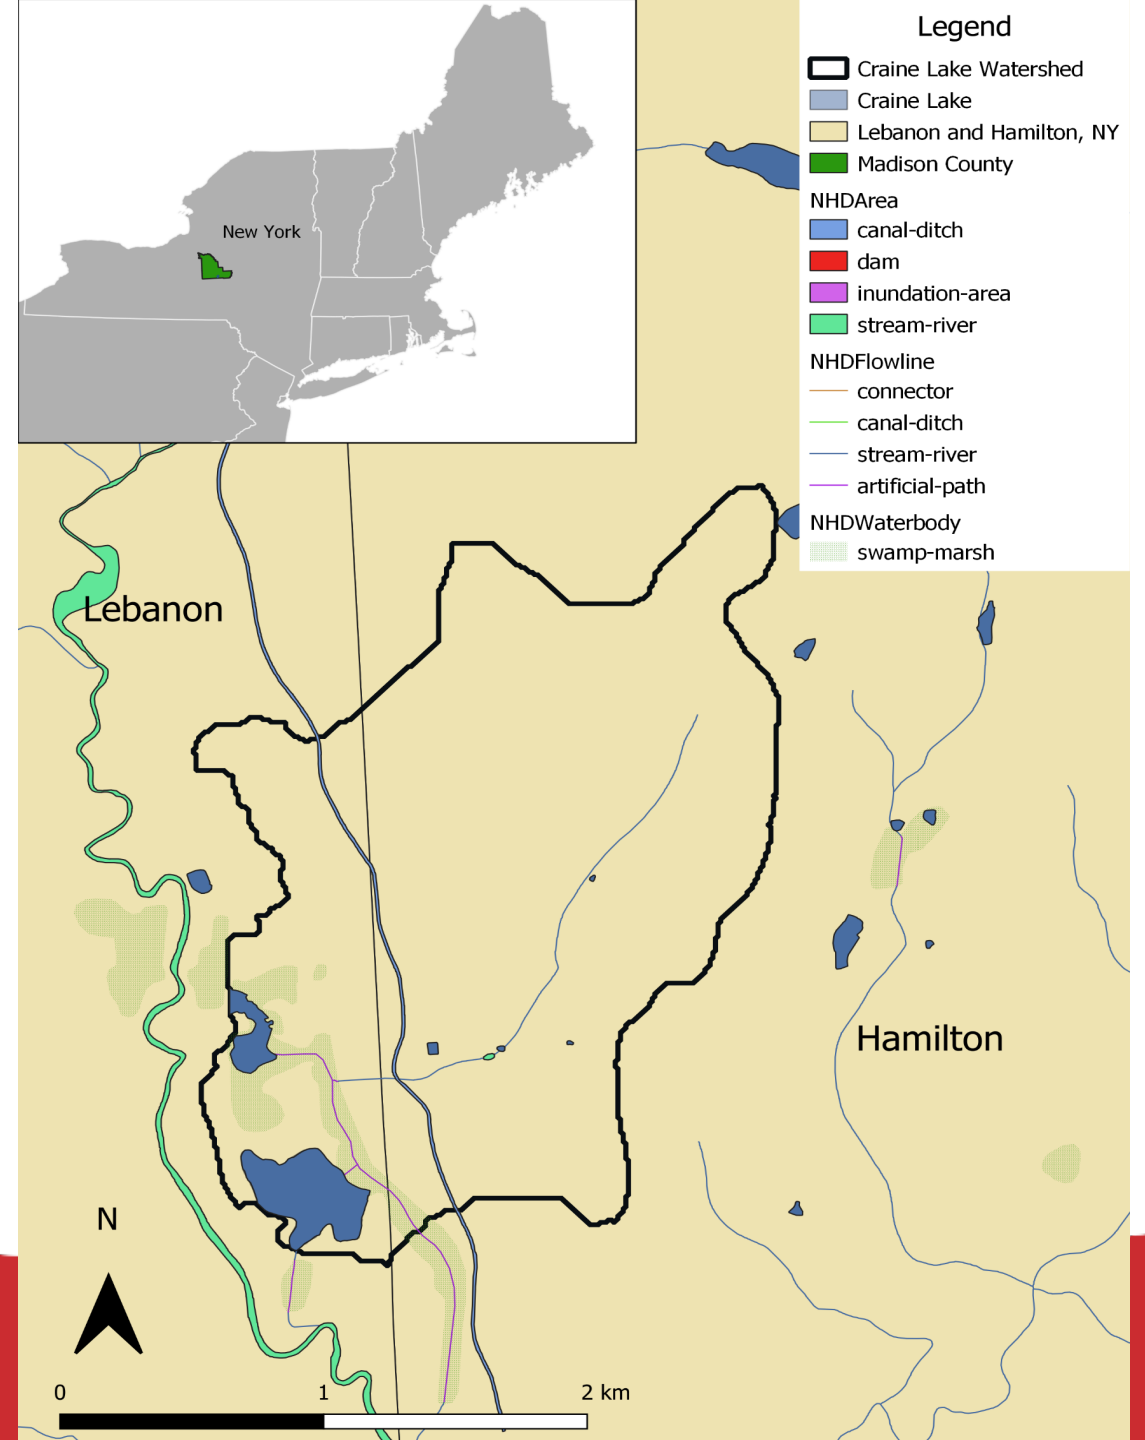 New York
Legend
Craine Lake Watershed
Craine Lake
Lebanon and Hamilton, NY
Madison County
NHDArea
canal-ditch
dam
inundation-area
stream-river
NHDFlowline
connector
canal-ditch
stream-river
artificial-path
NHDWaterbody
swamp-marsh
Lebanon
Hamilton
N
0 1 2 km